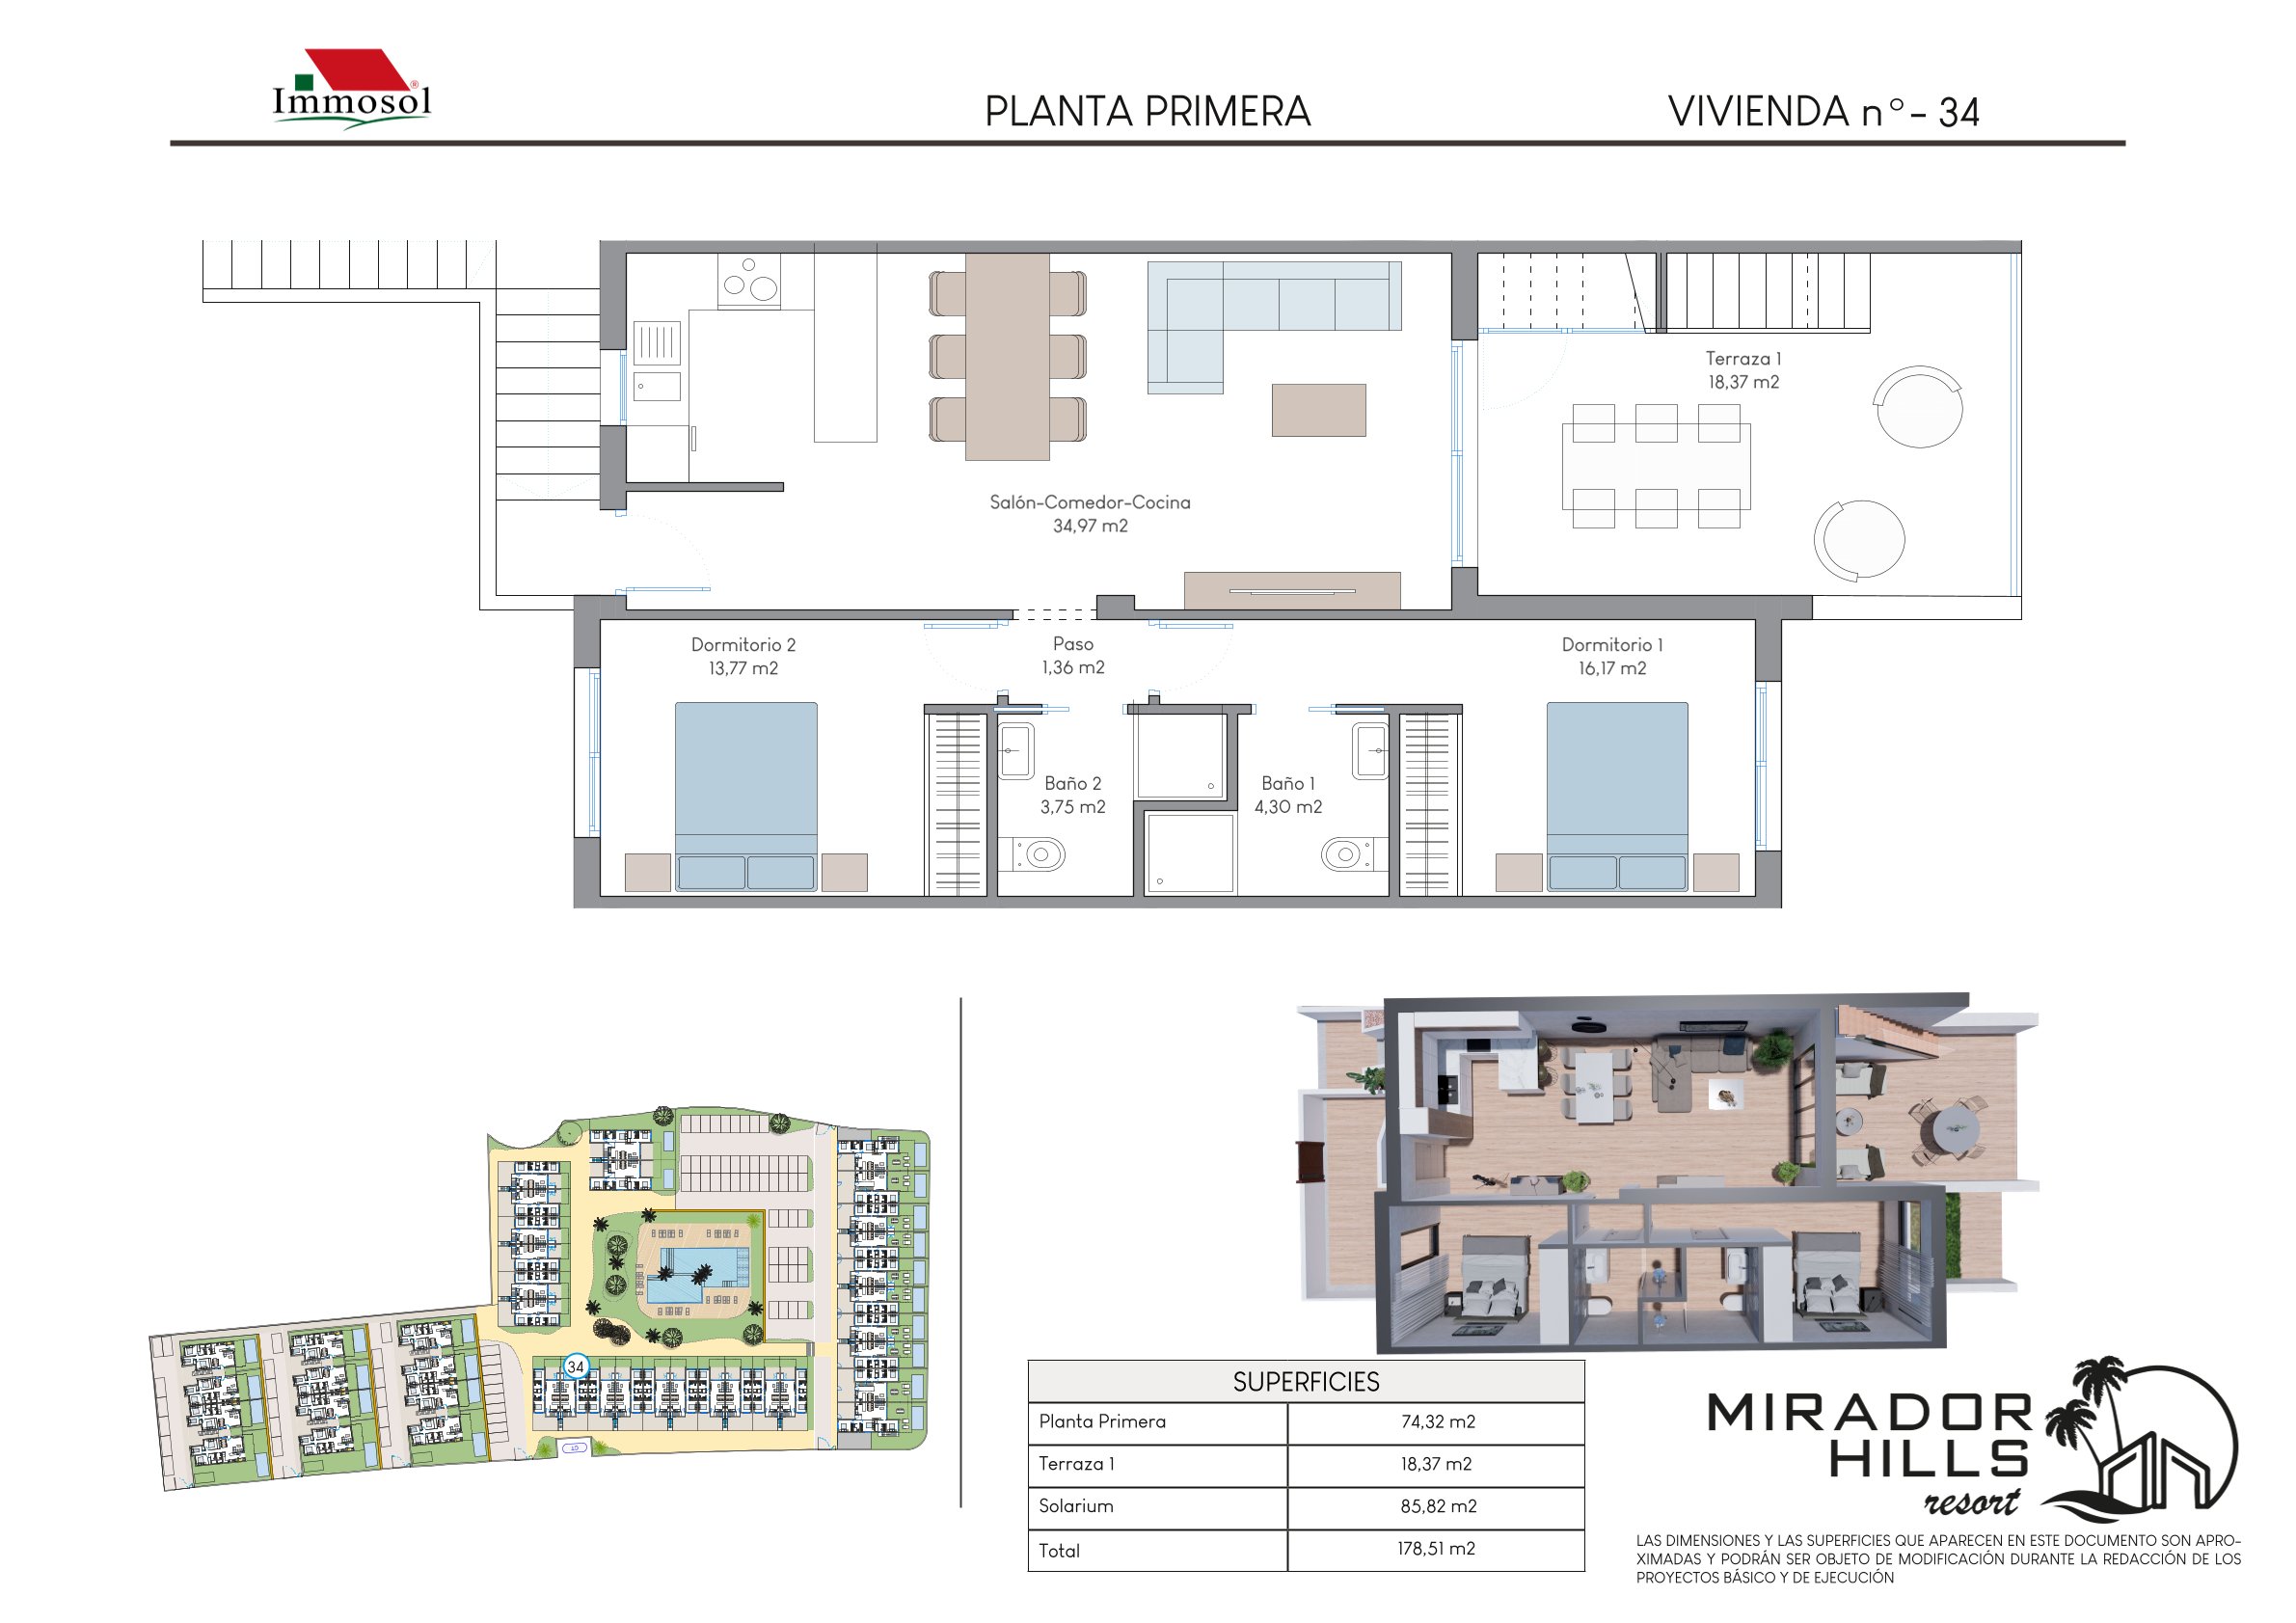 Immosol®
PLANTA PRIMERA
VIVIENDA nº- 34
Terraza 1
18,37 m2
Salón-Comedor-Cocina
34,97 m2
Dormitorio 2
13,77 m2
Paso
1,36 m2
Dormitorio 1
16,17 m2
Baño 2
3,75 m2
Baño 1
4,30 m2
34
SUPERFICIES
Planta Primera 74,32 m2
Terraza 1 18,37 m2
Solarium 85,82 m2
Total 178,51 m2
MIRADOR
HILLS
resort
LAS DIMENSIONES Y LAS SUPERFICIES QUE APARECEN EN ESTE DOCUMENTO SON APRO-
XIMADAS Y PODRÁN SER OBJETO DE MODIFICACIÓN DURANTE LA REDACCIÓN DE LOS
PROYECTOS BÁSICO Y DE EJECUCIÓN